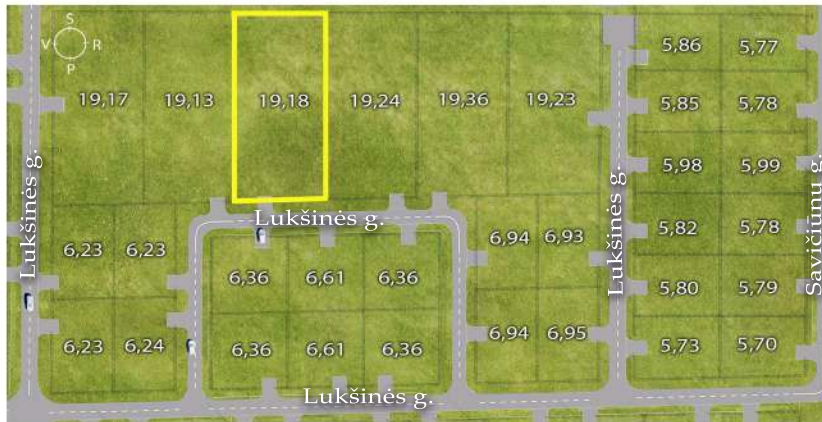 S
V R
P
19,17 19,13 19,18 19,24 19,36 19,23
5,86 5,77
5,85 5,78
5,98 5,99
5,82 5,78
5,80 5,79
5,73 5,70
Lukšinės g.
Lukšinės g.
6,23 6,23
6,23 6,24
6,36 6,61 6,36
6,36 6,61 6,36
6,94 6,93
6,94 6,95
Lukšinės g.
Lukšinės g.
Savičiūnų g.